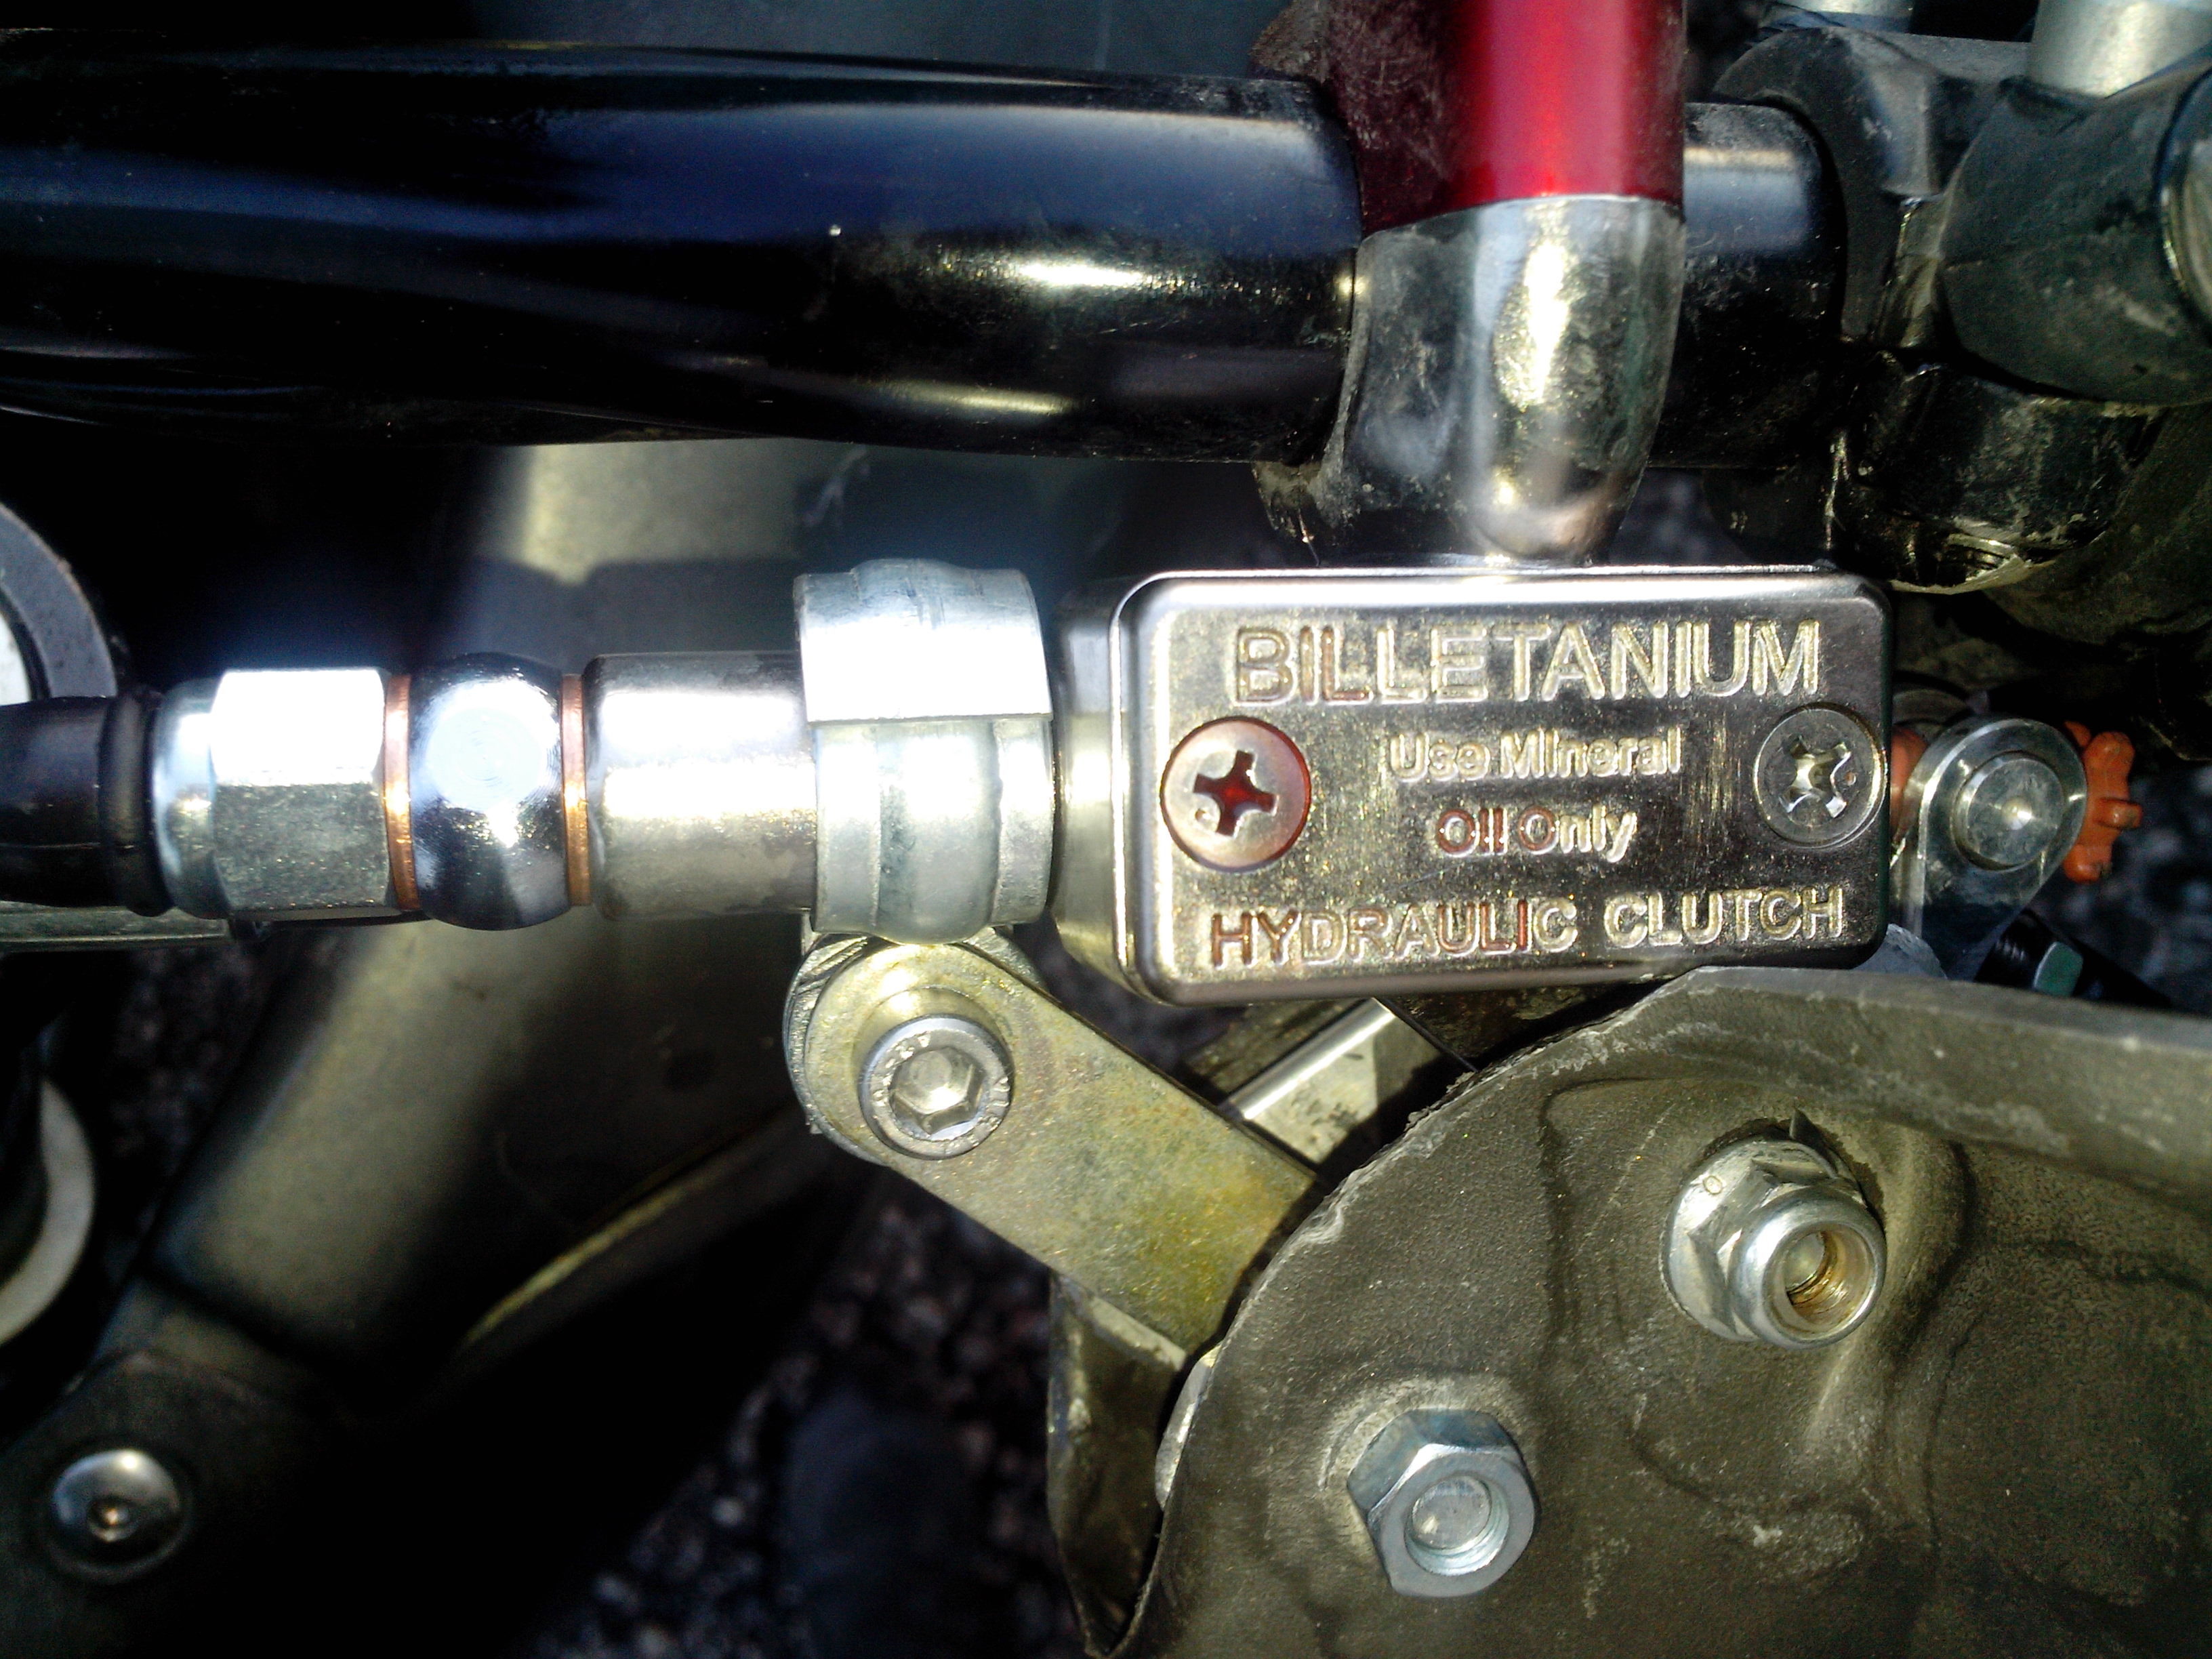 BILLETANIUM
Use Mineral
Oil Only
HYDRAULIC CLUTCH